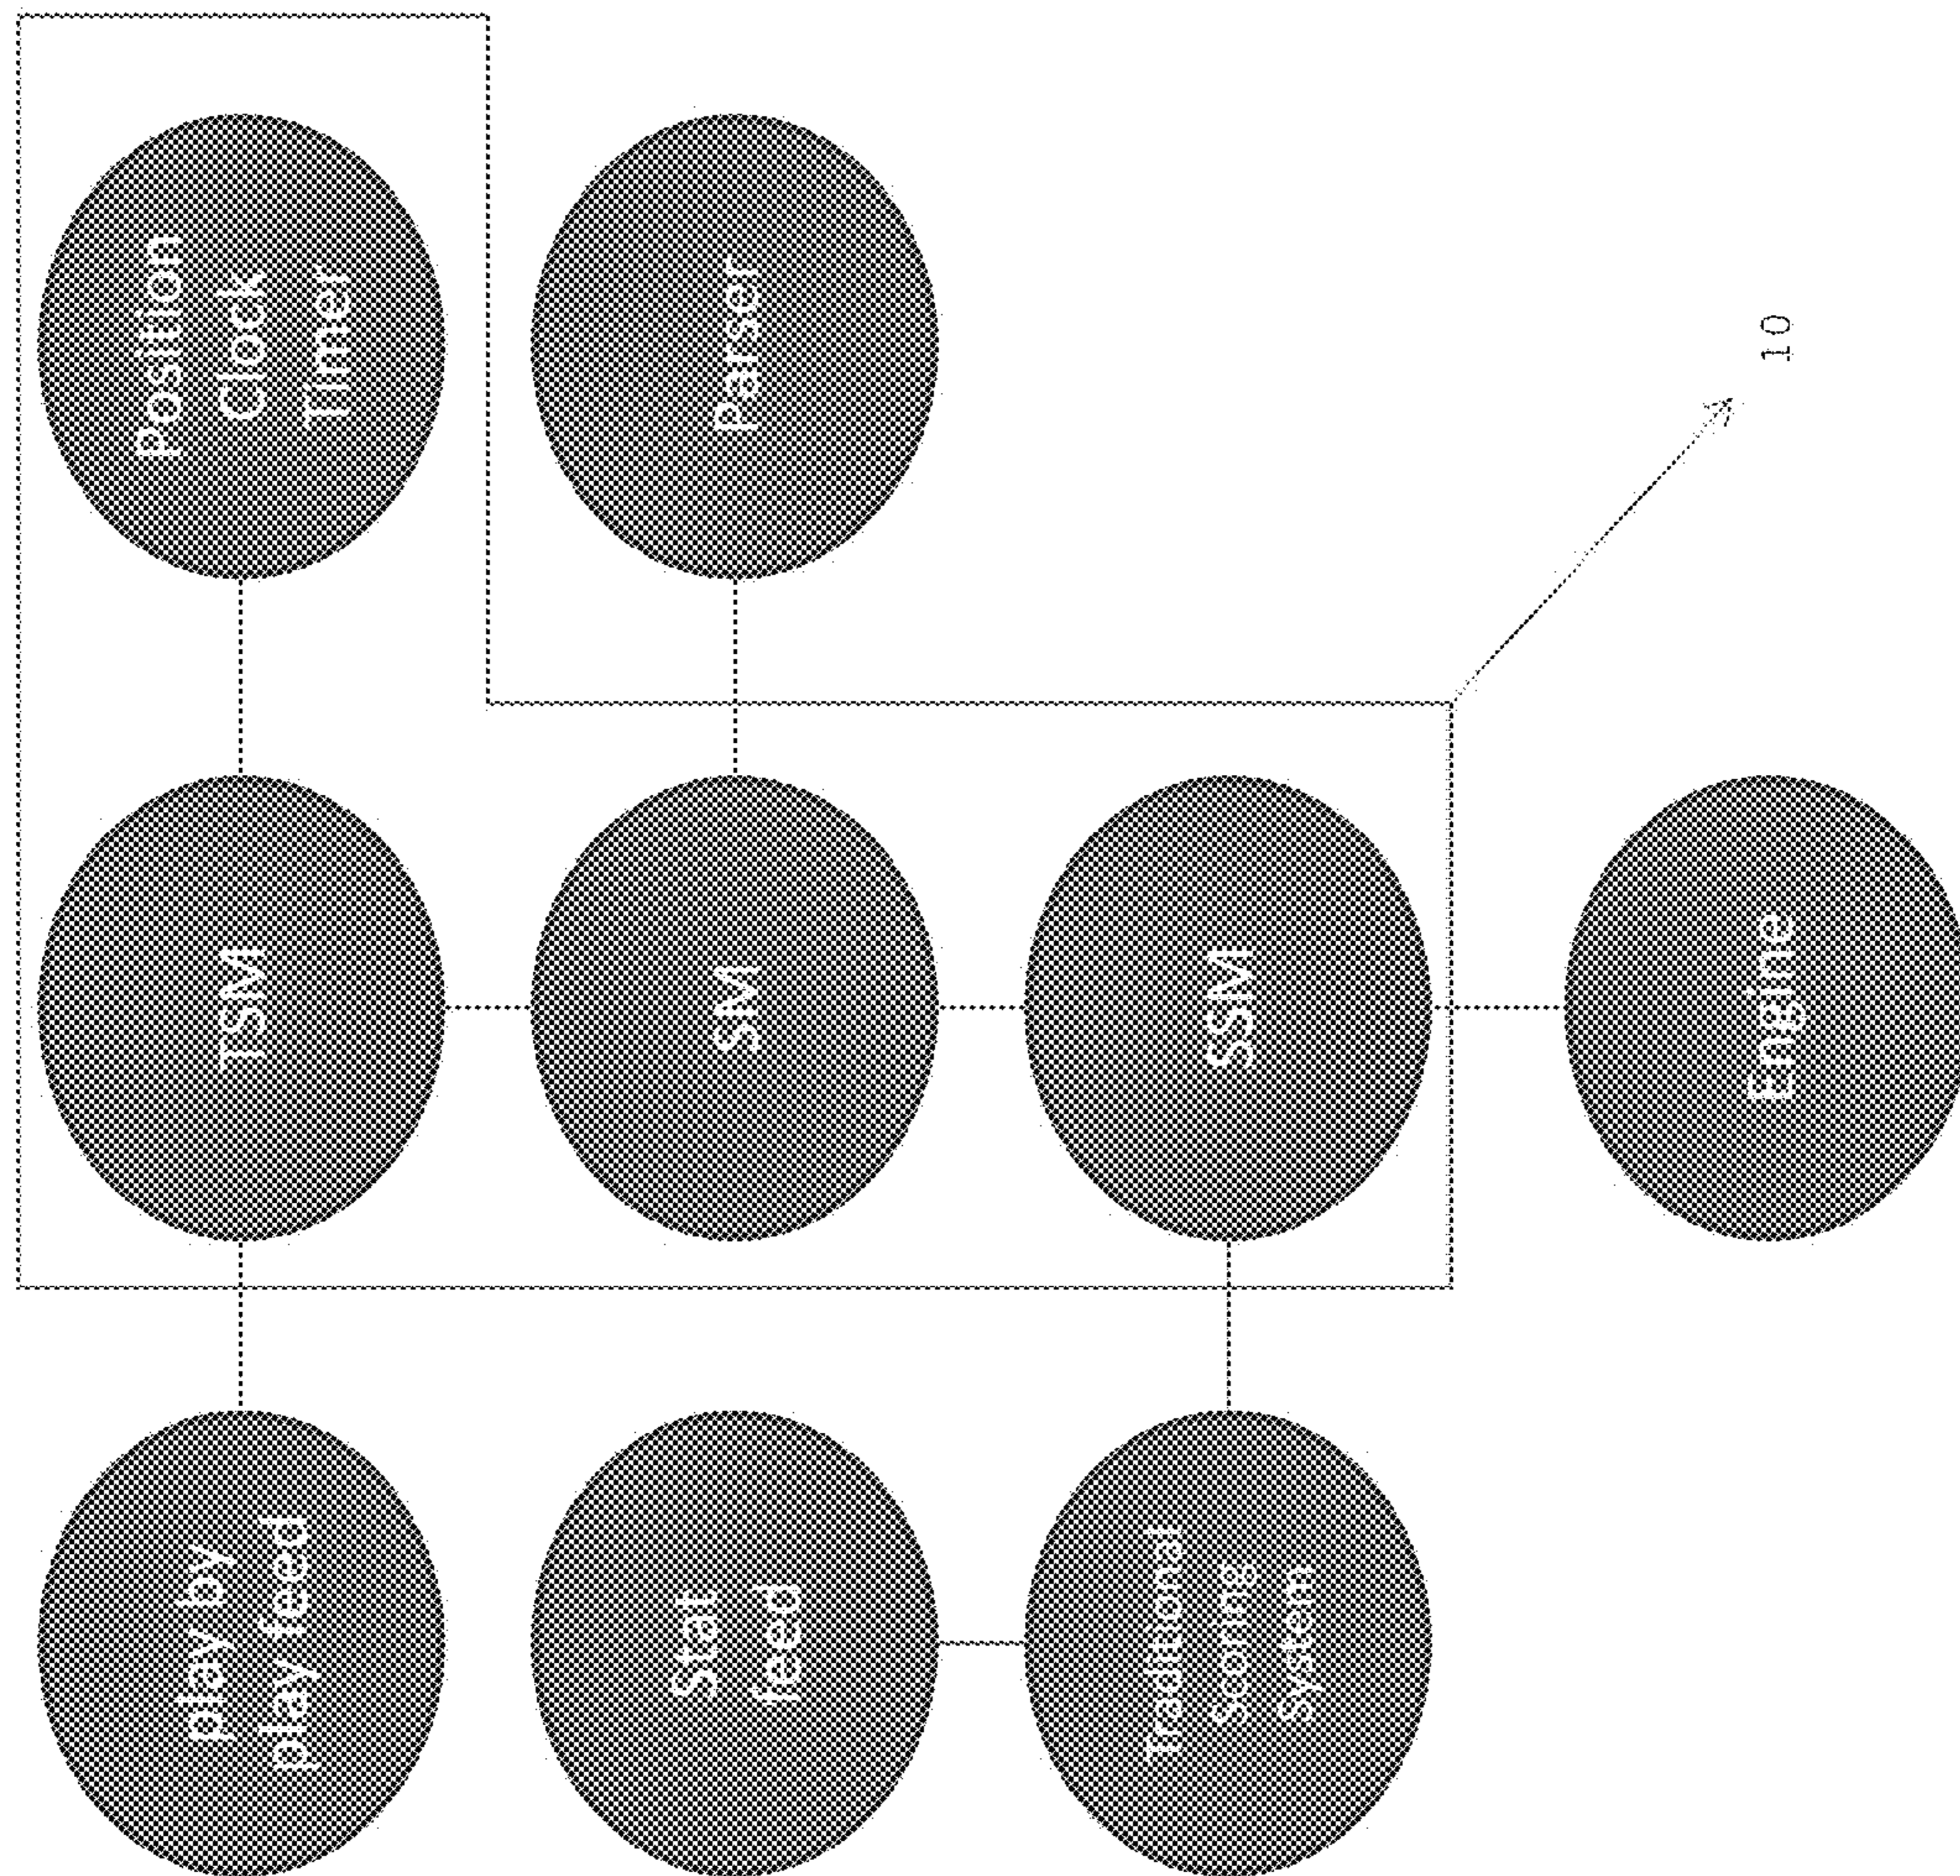 play by
play feed
TSM
Position
Clock
Timer
Stat
feed
SM
Parser
Traditional
Scoring
System
SSM
Engine
10